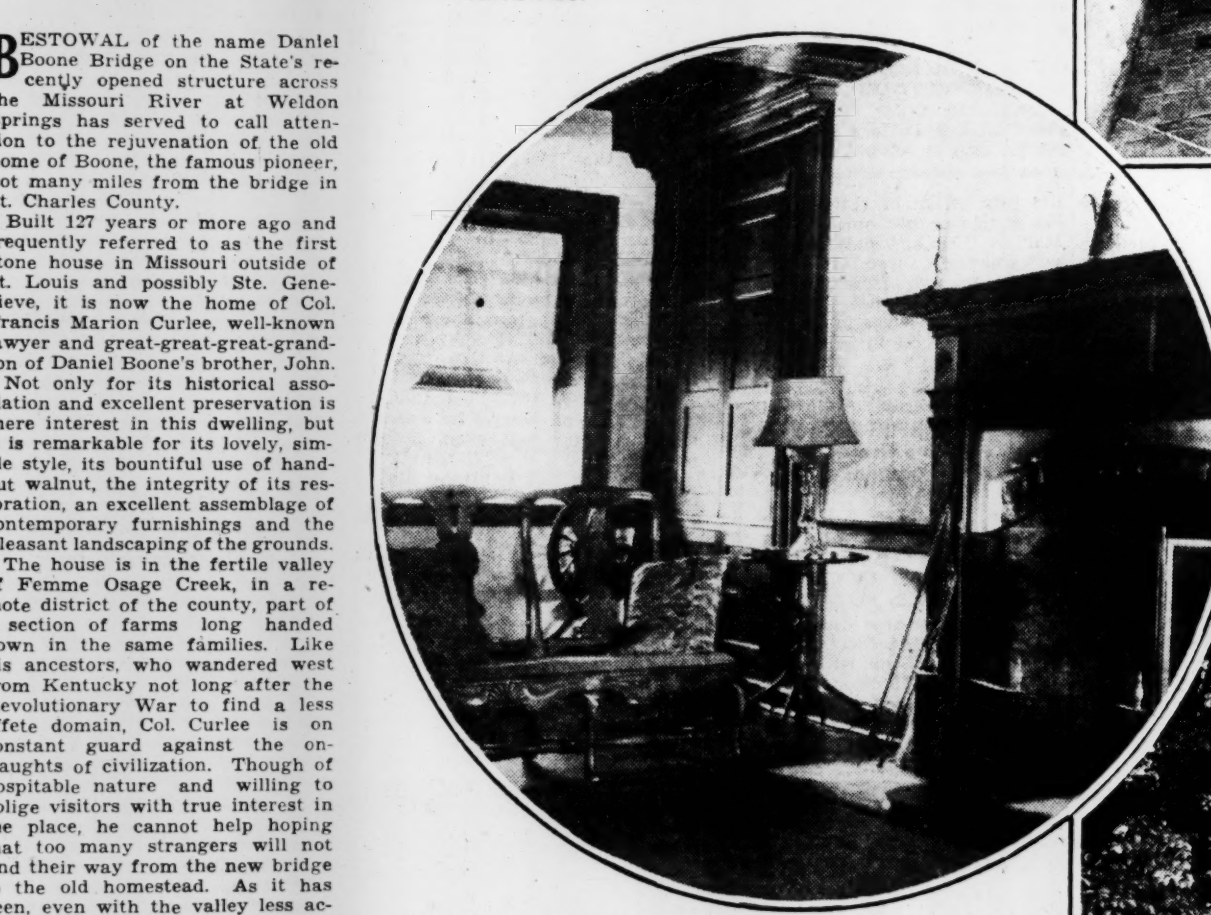 BESTOWAL of the name Daniel
Boone Bridge on the State's re-
cently opened structure across
he Missouri River at Weldon
prings has served to call atten-
ion to the rejuvenation of the old
ome of Boone, the famous pioneer,
ot many miles from the bridge in
t. Charles County.
Built 127 years or more ago and
requently referred to as the first
tone house in Missouri outside of
t. Louis and possibly Ste. Gene-
ieve, it is now the home of Col.
rancis Marion Curlee, well-known
awyer and great-great-great-grand-
on of Daniel Boone's brother, John.
Not only for its historical asso-
iation and excellent preservation is
here interest in this dwelling, but
is remarkable for its lovely, sim-
le style, its bountiful use of hand-
ut walnut, the integrity of its res-
oration, an excellent assemblage of
ontemporary furnishings and the
leasant landscaping of the grounds.
The house is in the fertile valley
f Femme Osage Creek, in a re-
mote district of the county, part of
section of farms long handed
own in the same families. Like
is ancestors, who wandered west
rom Kentucky not long after the
evolutionary War to find a less
ffete domain, Col. Curlee is on
onstant guard against the on-
aughts of civilization. Though of
ospitable nature and willing to
blige visitors with true interest in
he place, he cannot help hoping
hat too many strangers will not
nd their way from the new bridge
the old homestead. As it has
een, even with the valley less ac-